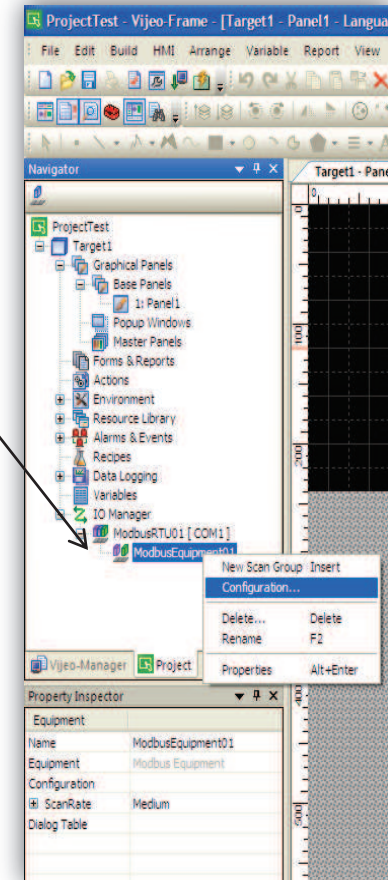 ProjectTest - Vijeo-Frame - [Target1 - Panel1 - Langua
File Edit Build HMI Arrange Variable Report View
Navigator
Target1 - Pane
ProjectTest
Target1
Graphical Panels
Base Panels
1: Panel1
Popup Windows
Master Panels
Forms & Reports
Actions
Environment
Resource Library
Alarms & Events
Recipes
Data Logging
Variables
IO Manager
ModbusRTU01 [COM1]
ModbusEquipment01
New Scan Group Insert
Configuration...
Delete... Delete
Rename F2
Properties Alt+Enter
Vijeo-Manager Project
Property Inspector
Equipment
Name ModbusEquipment01
Equipment Modbus Equipment
Configuration
ScanRate Medium
Dialog Table
0
0
100
200
400
500